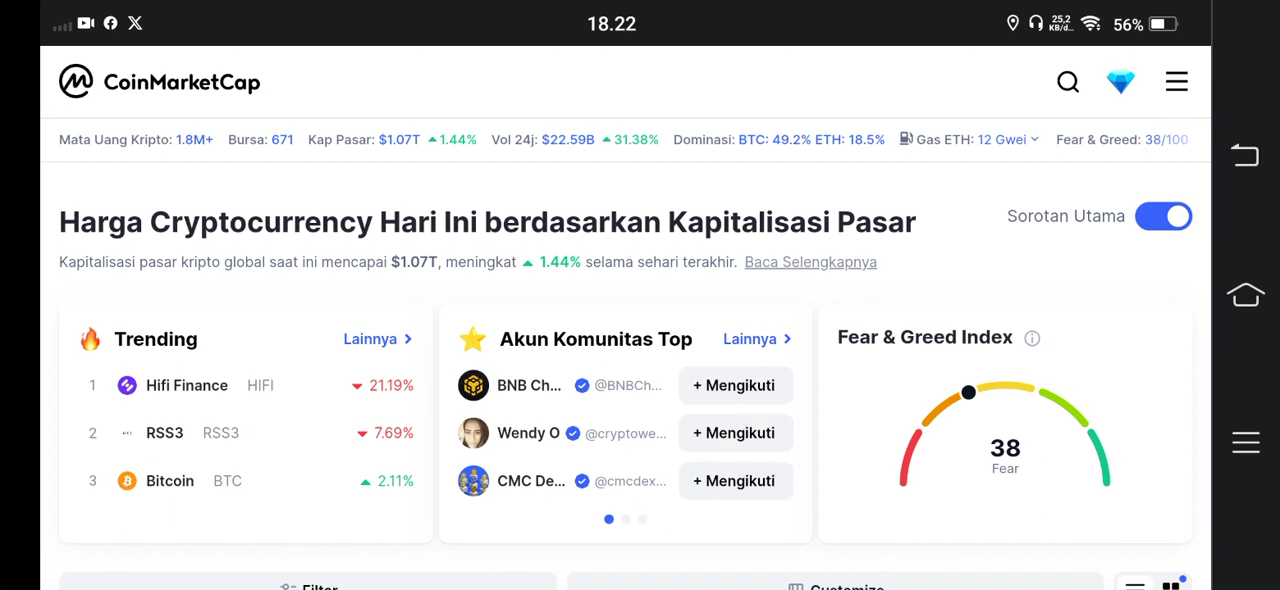 18.22
25,2
KB/d...
56%
CoinMarketCap
Mata Uang Kripto: 1.8M+ Bursa: 671 Kap Pasar: $1.07T 1.44% Vol 24j: $22.59B 31.38% Dominasi: BTC: 49.2% ETH: 18.5% Gas ETH: 12 Gwei Fear & Greed: 38/100
Harga Cryptocurrency Hari Ini berdasarkan Kapitalisasi Pasar
Sorotan Utama
Kapitalisasi pasar kripto global saat ini mencapai $1.07T, meningkat 1.44% selama sehari terakhir. Baca Selengkapnya
Trending Lainnya
1 Hifi Finance HIFI 21.19%
2 RSS3 RSS3 7.69%
3 Bitcoin BTC 2.11%
Akun Komunitas Top Lainnya
BNB Ch... @BNBCh... + Mengikuti
Wendy O @cryptowe... + Mengikuti
CMC De... @cmcdex... + Mengikuti
Fear & Greed Index
38
Fear
Filter
Customize